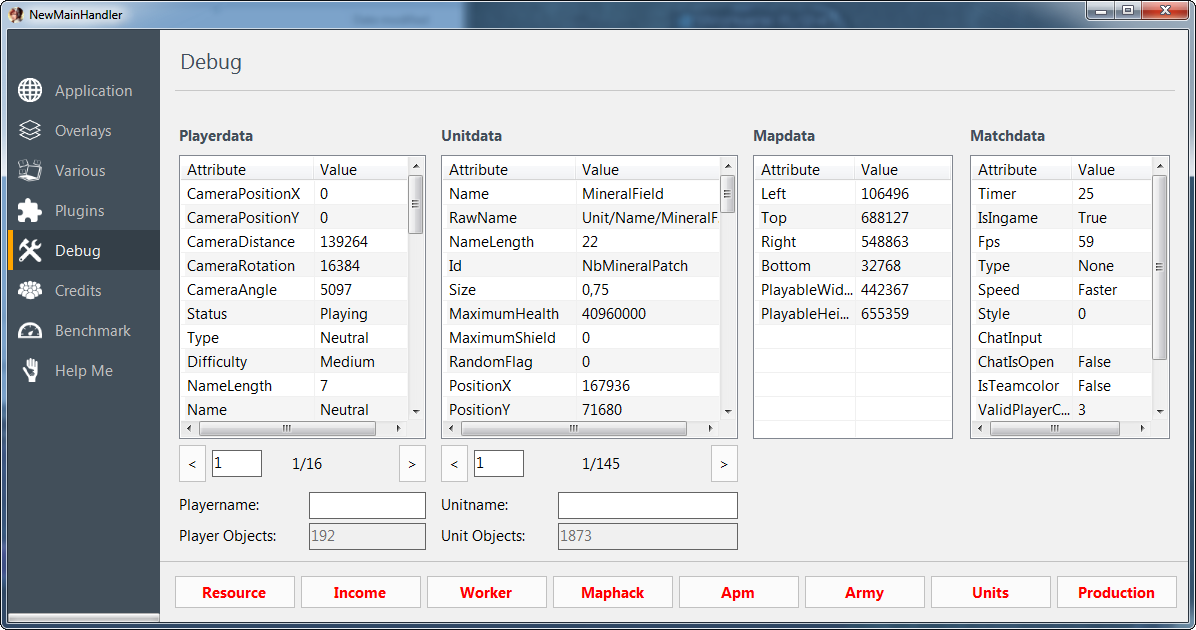 NewMainHandler
Application
Overlays
Various
Plugins
Debug
Credits
Benchmark
Help Me
Debug
Playerdata
Attribute Value
CameraPositionX 0
CameraPositionY 0
CameraDistance 139264
CameraRotation 16384
CameraAngle 5097
Status Playing
Type Neutral
Difficulty Medium
NameLength 7
Name Neutral
< 1 1/16 >
Playername:
Player Objects: 192
Unitdata
Attribute Value
Name MineralField
RawName Unit/Name/MineralF
NameLength 22
Id NbMineralPatch
Size 0,75
MaximumHealth 40960000
MaximumShield 0
RandomFlag 0
PositionX 167936
PositionY 71680
< 1 1/145 >
Unitname:
Unit Objects: 1873
Mapdata
Attribute Value
Left 106496
Top 688127
Right 548863
Bottom 32768
PlayableWid... 442367
PlayableHei... 655359
Matchdata
Attribute Value
Timer 25
IsIngame True
Fps 59
Type None
Speed Faster
Style 0
ChatInput
ChatIsOpen False
IsTeamcolor False
ValidPlayerC... 3
Resource Income Worker Maphack Apm Army Units Production